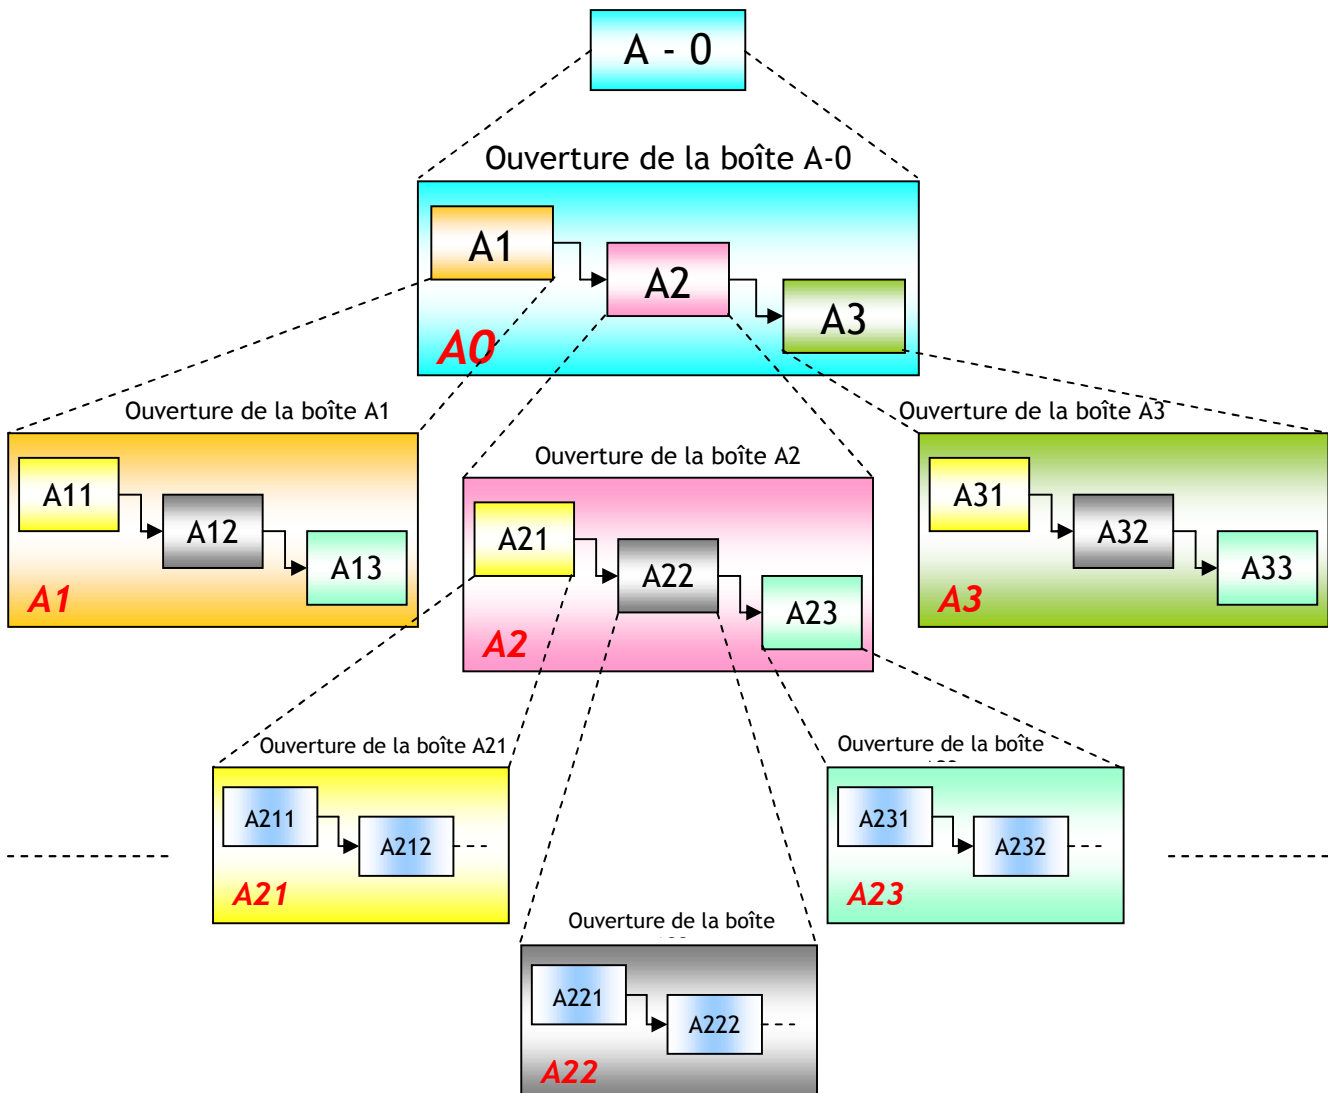 A - 0
Ouverture de la boîte A-0
A1
A2
A3
A0
Ouverture de la boîte A1
A11
A12
A13
A1
Ouverture de la boîte A2
A21
A22
A23
A2
Ouverture de la boîte A3
A31
A32
A33
A3
Ouverture de la boîte A21
A211
A212
A21
Ouverture de la boîte
A221
A222
A22
Ouverture de la boîte
A231
A232
A23